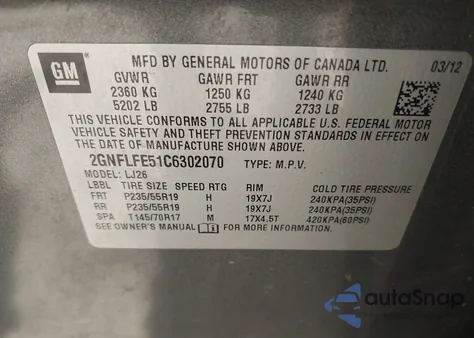 GM
MFD BY GENERAL MOTORS OF CANADA LTD. 03/12
GVWR GAWR FRT GAWR RR
2360 KG 1250 KG 1240 KG
5202 LB 2755 LB 2733 LB
THIS VEHICLE CONFORMS TO ALL APPLICABLE U.S. FEDERAL MOTOR
VEHICLE SAFETY AND THEFT PREVENTION STANDARDS IN EFFECT ON
THE DATE OF MANUFACTURE SHOWN ABOVE.
2GNFLFE51C6302070 TYPE: M.P.V.
MODEL: LJ26
LBBL TIRE SIZE SPEED RTG RIM COLD TIRE PRESSURE
FRT P235/55R19 H 19X7J 240KPA(35PSI)
RR P235/55R19 H 19X7J 240KPA(35PSI)
SPA T145/70R17 M 17X4.5T 420KPA(60PSI)
SEE OWNER'S MANUAL FOR MORE INFORMATION.
autoSnap